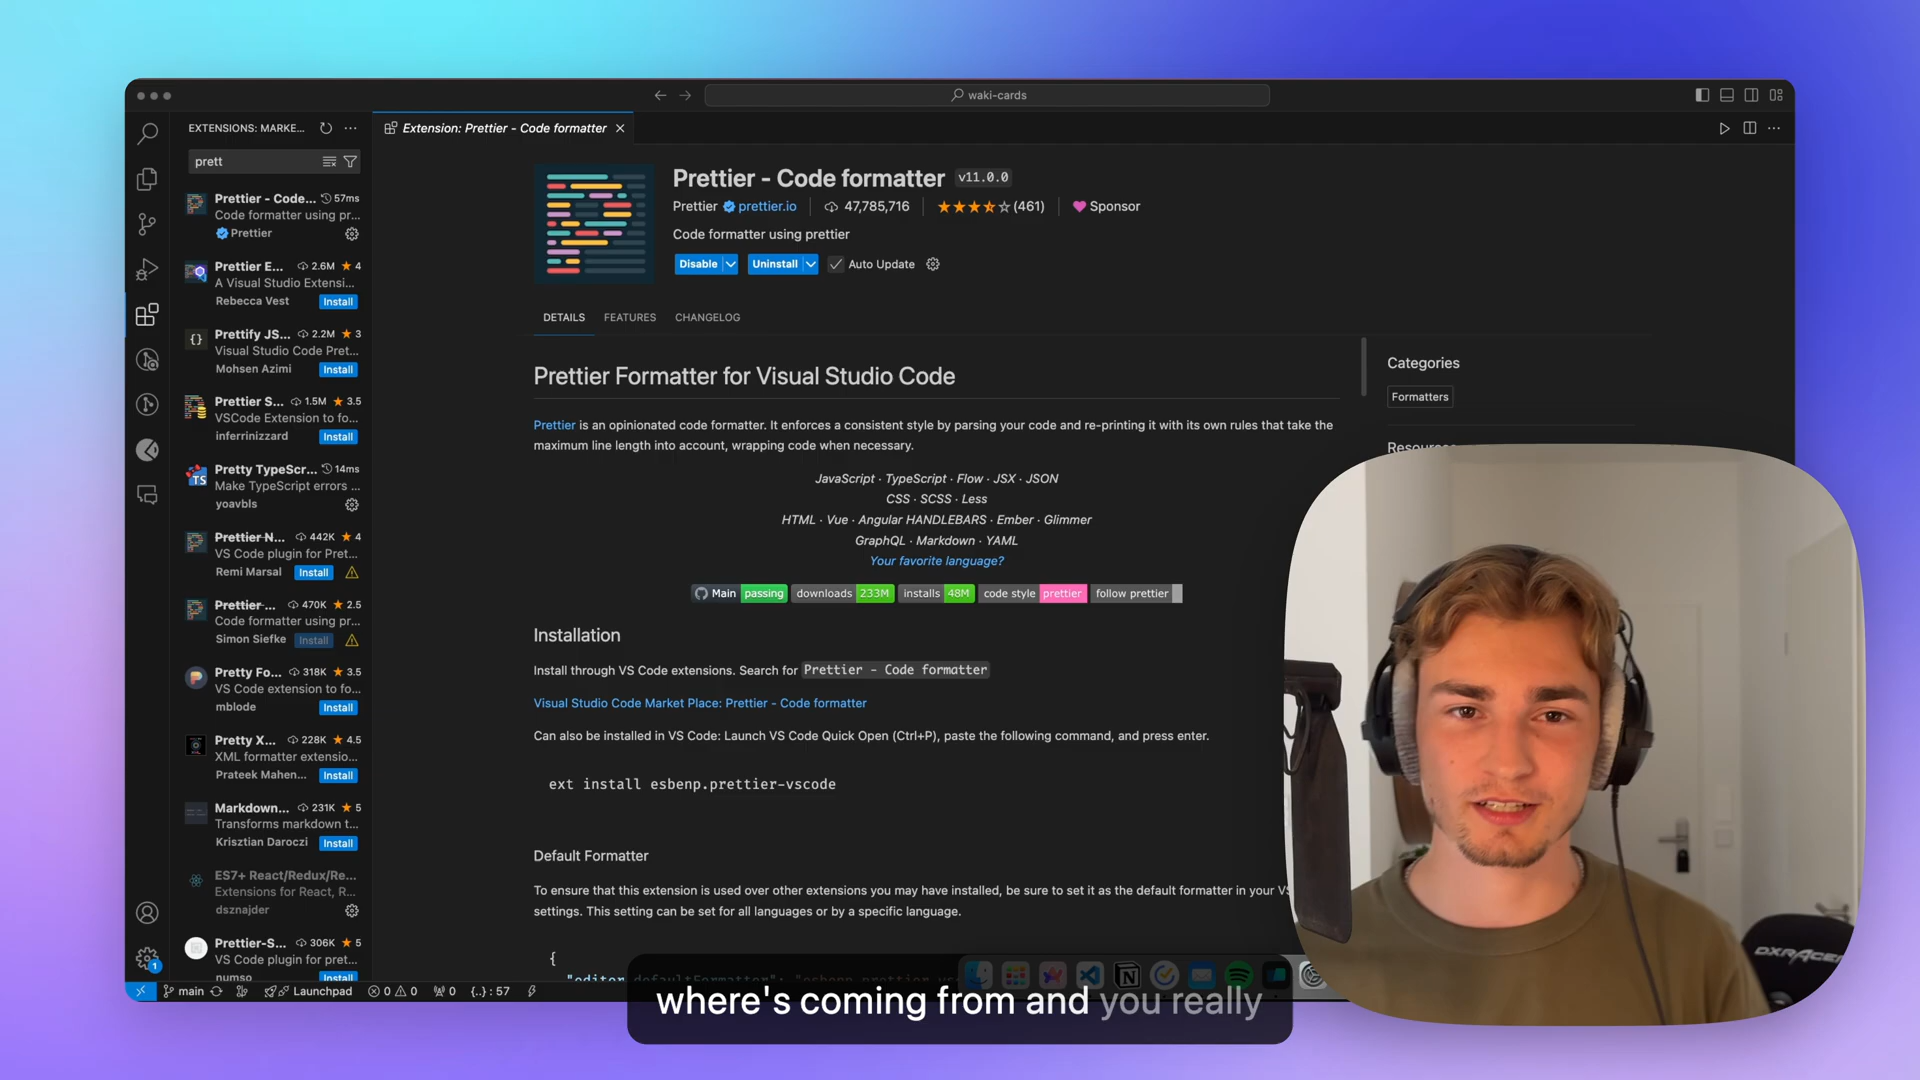 waki-cards
EXTENSIONS: MARKE...
Extension: Prettier - Code formatter
prett
Prettier - Code... 57ms
Code formatter using pr...
Prettier
Prettier E... 2.6M 4
A Visual Studio Extensi...
Rebecca Vest Install
Prettify JS... 2.2M 3
Visual Studio Code Pret...
Mohsen Azimi Install
Prettier S... 1.5M 3.5
VSCode Extension to fo...
inferrinizzard Install
Pretty TypeScr... 14ms
TS
Make TypeScript errors ...
yoavbls
Prettier N... 442K 4
VS Code plugin for Pret...
Remi Marsal Install
Prettier-... 470K 2.5
Code formatter using pr...
Simon Siefke Install
Pretty Fo... 318K 3.5
VS Code extension to fo...
mblode Install
Pretty X... 228K 4.5
XML formatter extensio...
Prateek Mahen... Install
Markdown... 231K 5
Transforms markdown t...
Krisztian Daroczi Install
ES7+ React/Redux/Re...
Extensions for React, R...
dsznajder
Prettier-S... 306K 5
VS Code plugin for pret...
numso Install
Prettier - Code formatter v11.0.0
Prettier prettier.io 47,785,716 (461) Sponsor
Code formatter using prettier
Disable Uninstall Auto Update
DETAILS FEATURES CHANGELOG
Prettier Formatter for Visual Studio Code
Prettier is an opinionated code formatter. It enforces a consistent style by parsing your code and re-printing it with its own rules that take the
maximum line length into account, wrapping code when necessary.
JavaScript · TypeScript · Flow · JSX · JSON
CSS · SCSS · Less
HTML · Vue · Angular HANDLEBARS · Ember · Glimmer
GraphQL · Markdown · YAML
Your favorite language?
Main passing downloads 233M installs 48M code style prettier follow prettier
Installation
Install through VS Code extensions. Search for Prettier - Code formatter
Visual Studio Code Market Place: Prettier - Code formatter
Can also be installed in VS Code: Launch VS Code Quick Open (Ctrl+P), paste the following command, and press enter.
ext install esbenp.prettier-vscode
Default Formatter
To ensure that this extension is used over other extensions you may have installed, be sure to set it as the default formatter in your VS
settings. This setting can be set for all languages or by a specific language.
{
Categories
Formatters
1
main Launchpad 0 0 0 {..} : 57
where's coming from and you really
DXRACER